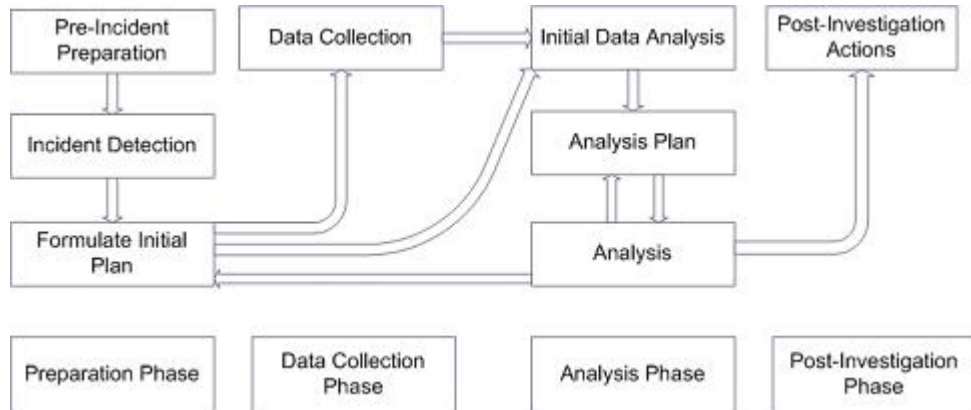 Pre-Incident
Preparation
Data Collection
Initial Data Analysis
Post-Investigation
Actions
Incident Detection
Analysis Plan
Formulate Initial
Plan
Analysis
Preparation Phase
Data Collection
Phase
Analysis Phase
Post-Investigation
Phase